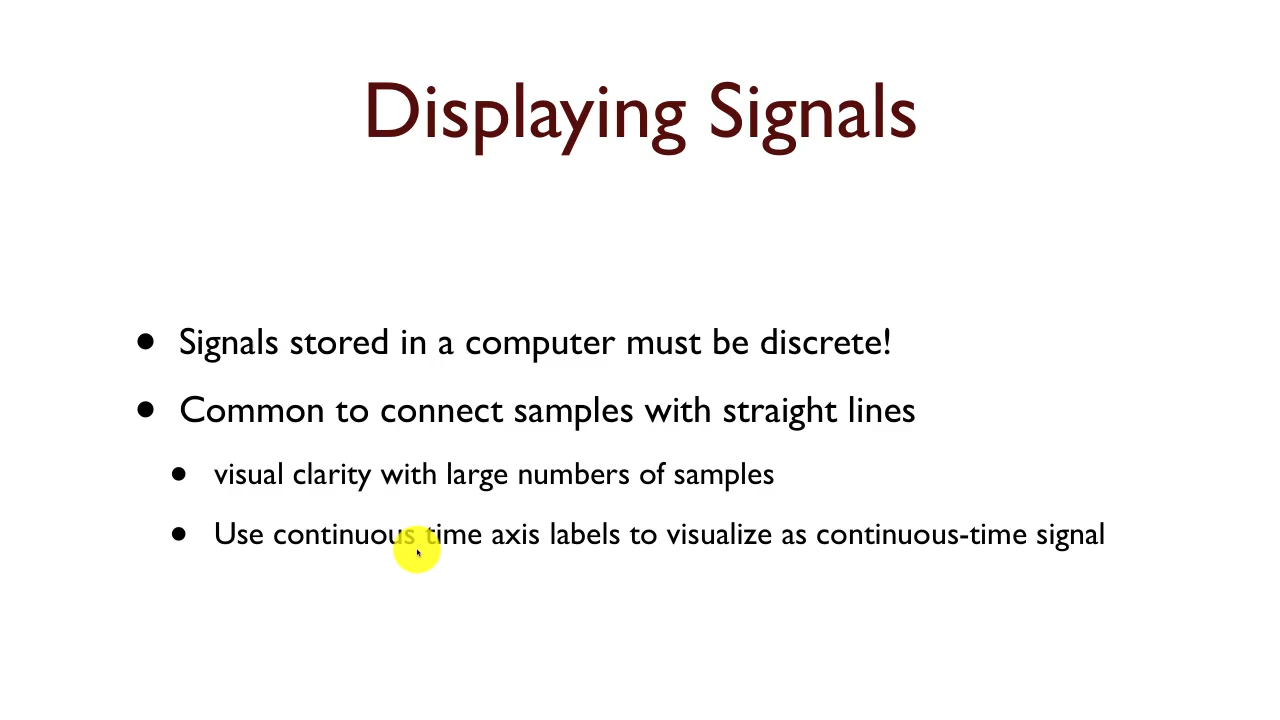 Displaying Signals
• Signals stored in a computer must be discrete!
• Common to connect samples with straight lines
• visual clarity with large numbers of samples
• Use continuous time axis labels to visualize as continuous-time signal